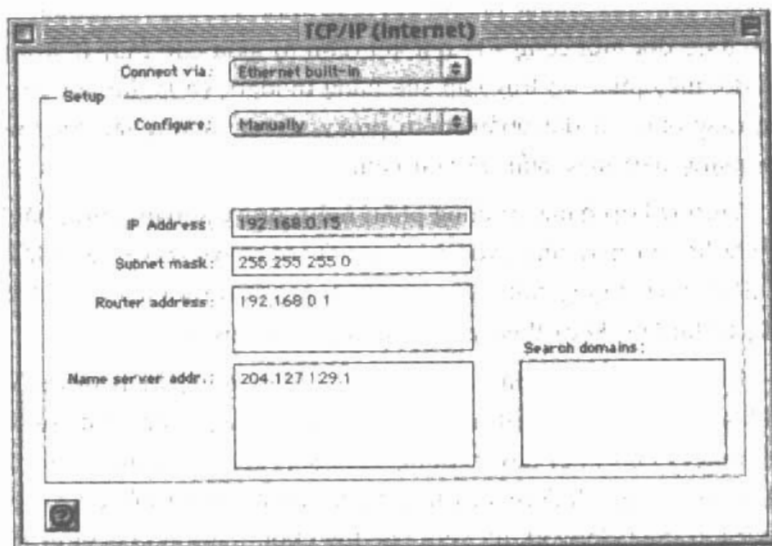 TCP/IP (Internet)
Connect via: Ethernet built-in
Setup
Configure: Manually
IP Address: 192.168.0.15
Subnet mask: 255.255.255.0
Router address: 192.168.0.1
Search domains:
Name server addr.: 204.127.129.1